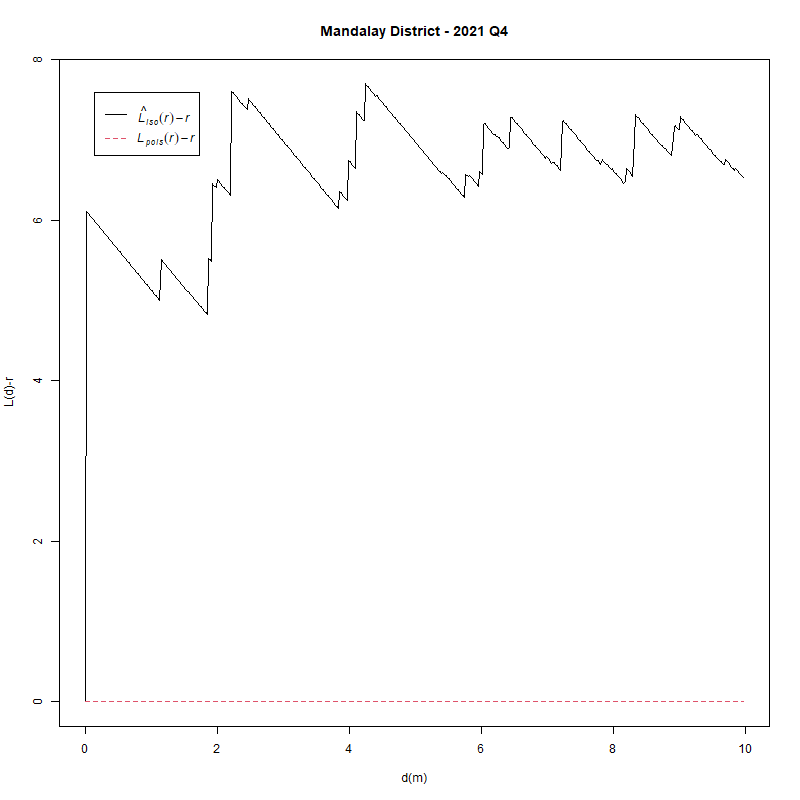 Mandalay District - 2021 Q4
L̂iso(r) − r
Lpois(r) − r
L(d)-r
8
6
4
2
0
0 2 4 6 8 10
d(m)